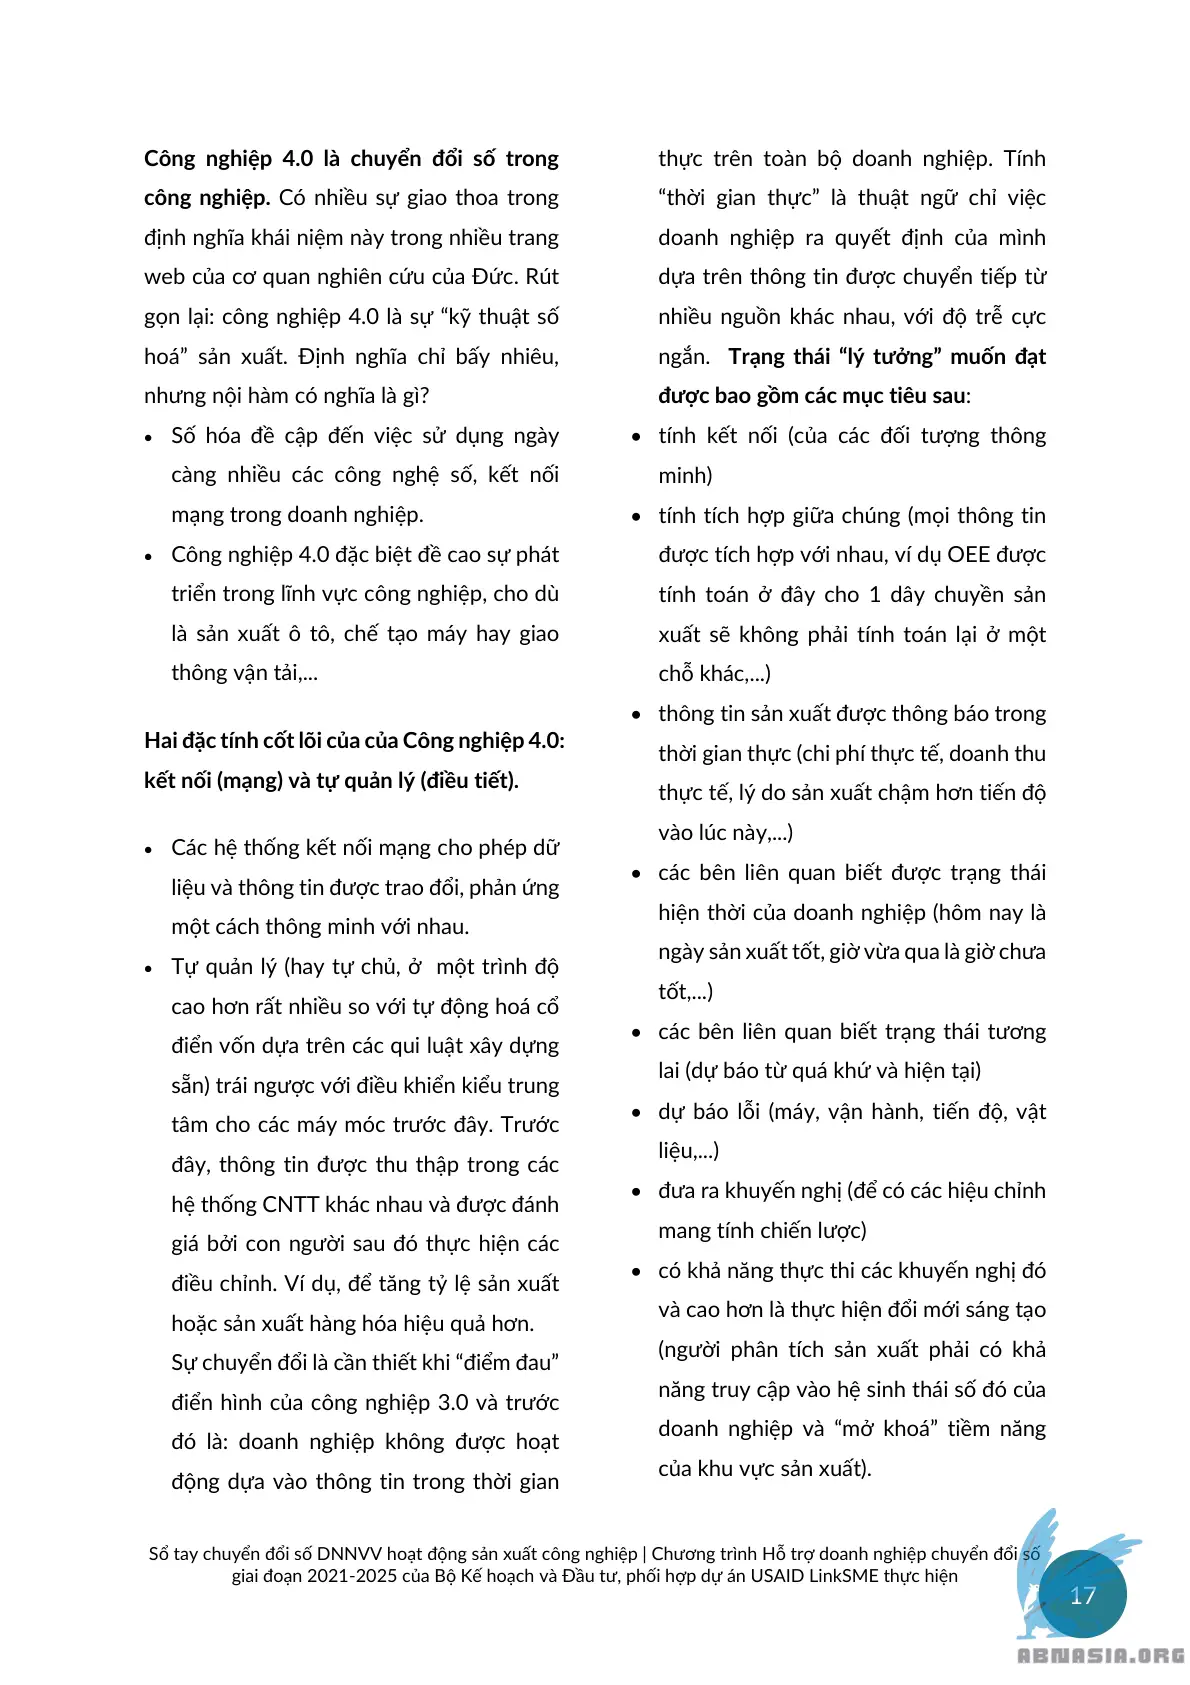 Công nghiệp 4.0 là chuyển đổi số trong
công nghiệp. Có nhiều sự giao thoa trong
định nghĩa khái niệm này trong nhiều trang
web của cơ quan nghiên cứu của Đức. Rút
gọn lại: công nghiệp 4.0 là sự “kỹ thuật số
hoá” sản xuất. Định nghĩa chỉ bấy nhiêu,
nhưng nội hàm có nghĩa là gì?
• Số hóa đề cập đến việc sử dụng ngày
càng nhiều các công nghệ số, kết nối
mạng trong doanh nghiệp.
• Công nghiệp 4.0 đặc biệt đề cao sự phát
triển trong lĩnh vực công nghiệp, cho dù
là sản xuất ô tô, chế tạo máy hay giao
thông vận tải,...
Hai đặc tính cốt lõi của của Công nghiệp 4.0:
kết nối (mạng) và tự quản lý (điều tiết).
• Các hệ thống kết nối mạng cho phép dữ
liệu và thông tin được trao đổi, phản ứng
một cách thông minh với nhau.
• Tự quản lý (hay tự chủ, ở một trình độ
cao hơn rất nhiều so với tự động hoá cổ
điển vốn dựa trên các qui luật xây dựng
sẵn) trái ngược với điều khiển kiểu trung
tâm cho các máy móc trước đây. Trước
đây, thông tin được thu thập trong các
hệ thống CNTT khác nhau và được đánh
giá bởi con người sau đó thực hiện các
điều chỉnh. Ví dụ, để tăng tỷ lệ sản xuất
hoặc sản xuất hàng hóa hiệu quả hơn.
Sự chuyển đổi là cần thiết khi “điểm đau”
điển hình của công nghiệp 3.0 và trước
đó là: doanh nghiệp không được hoạt
động dựa vào thông tin trong thời gian
thực trên toàn bộ doanh nghiệp. Tính
“thời gian thực” là thuật ngữ chỉ việc
doanh nghiệp ra quyết định của mình
dựa trên thông tin được chuyển tiếp từ
nhiều nguồn khác nhau, với độ trễ cực
ngắn. Trạng thái “lý tưởng” muốn đạt
được bao gồm các mục tiêu sau:
• tính kết nối (của các đối tượng thông
minh)
• tính tích hợp giữa chúng (mọi thông tin
được tích hợp với nhau, ví dụ OEE được
tính toán ở đây cho 1 dây chuyền sản
xuất sẽ không phải tính toán lại ở một
chỗ khác,...)
• thông tin sản xuất được thông báo trong
thời gian thực (chi phí thực tế, doanh thu
thực tế, lý do sản xuất chậm hơn tiến độ
vào lúc này,...)
• các bên liên quan biết được trạng thái
hiện thời của doanh nghiệp (hôm nay là
ngày sản xuất tốt, giờ vừa qua là giờ chưa
tốt,...)
• các bên liên quan biết trạng thái tương
lai (dự báo từ quá khứ và hiện tại)
• dự báo lỗi (máy, vận hành, tiến độ, vật
liệu,...)
• đưa ra khuyến nghị (để có các hiệu chỉnh
mang tính chiến lược)
• có khả năng thực thi các khuyến nghị đó
và cao hơn là thực hiện đổi mới sáng tạo
(người phân tích sản xuất phải có khả
năng truy cập vào hệ sinh thái số đó của
doanh nghiệp và “mở khoá” tiềm năng
của khu vực sản xuất).
Sổ tay chuyển đổi số DNNVV hoạt động sản xuất công nghiệp | Chương trình Hỗ trợ doanh nghiệp chuyển đổi số
giai đoạn 2021-2025 của Bộ Kế hoạch và Đầu tư, phối hợp dự án USAID LinkSME thực hiện
17
ABNASIA.ORG